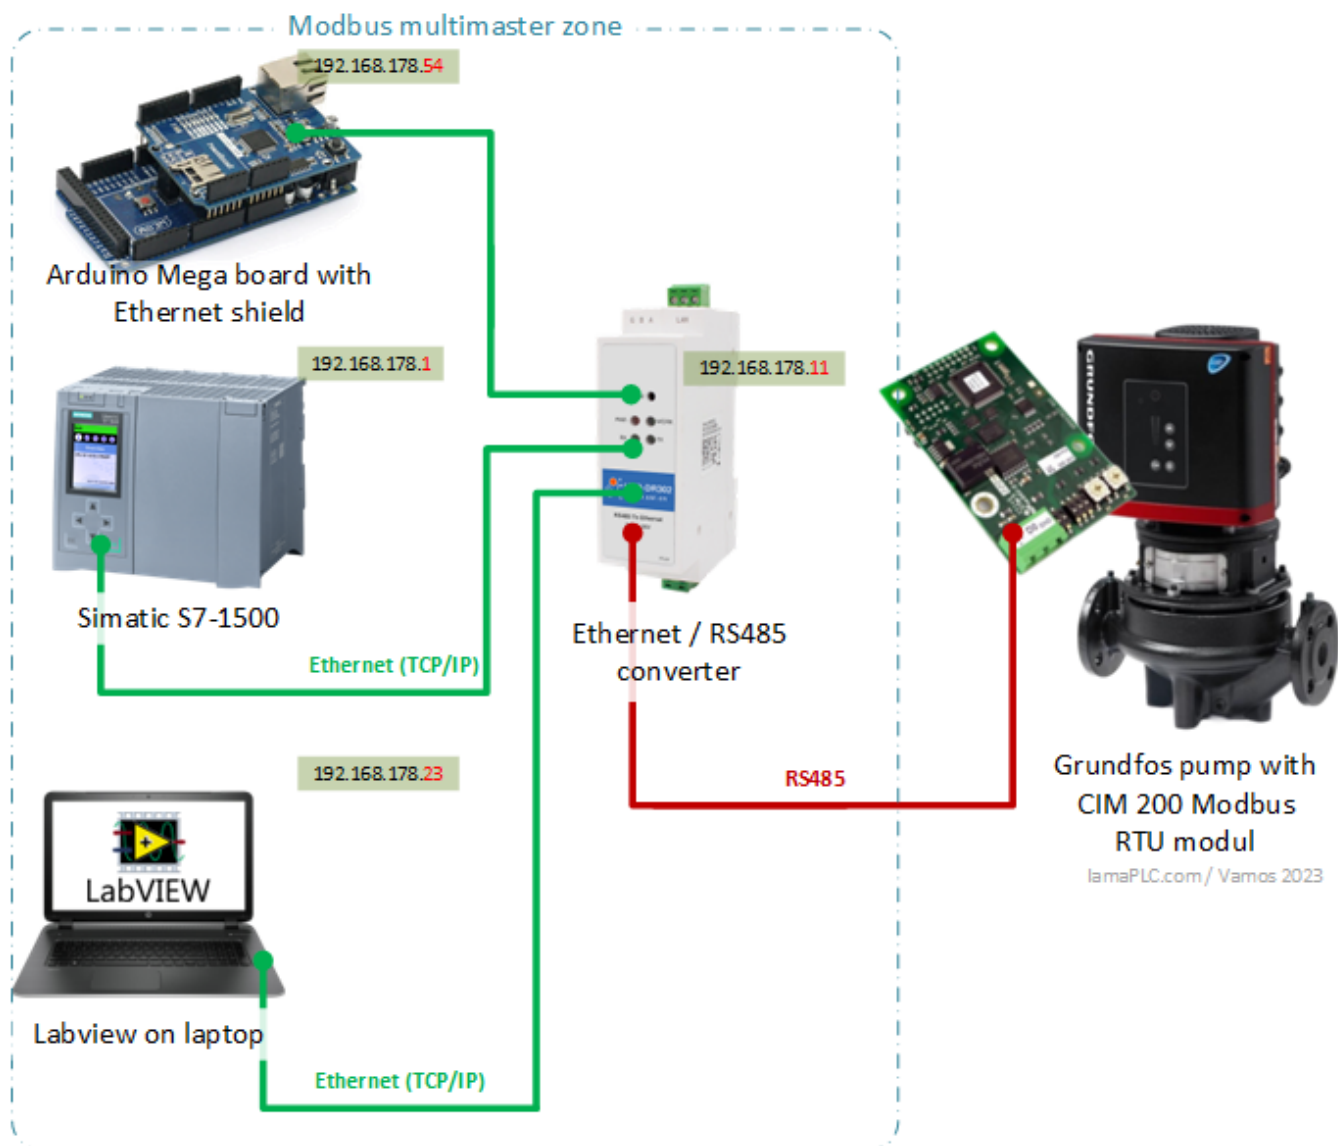 Modbus multimaster zone
192.168.178.54
Arduino Mega board with
Ethernet shield
192.168.178.1
Simatic S7-1500
Ethernet (TCP/IP)
192.168.178.11
Ethernet / RS485
converter
RS485
GRUNDF
Grundfos pump with
CIM 200 Modbus
RTU modul
lamaPLC.com / Vamos 2023
192.168.178.23
LabVIEW
Labview on laptop
Ethernet (TCP/IP)